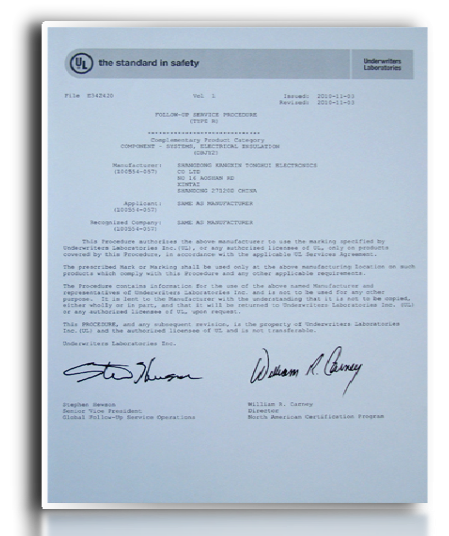 UL the standard in safety
Underwriters
Laboratories
File Vol 1 Issued: 2010-11-03
Revised: 2010-11-03
FOLLOW-UP SERVICE PROCEDURE
(TYPE R)
Complementary Product Category
COMPONENT - SYSTEMS, ELECTRICAL INSULATION
Manufacturer: ELECTRONICS
CO LTD
SHANDONG 271200 CHINA
Applicant: SAME AS MANUFACTURER
Recognized Company: SAME AS MANUFACTURER
This Procedure authorizes the above manufacturer to use the marking specified by
Underwriters Laboratories Inc. (UL), or any authorized licensee of UL, only on products
covered by this Procedure, in accordance with the applicable UL Services Agreement.
The prescribed Mark or Marking shall be used only at the above manufacturing location on such
products which comply with this Procedure and any other applicable requirements.
The Procedure contains information for the use of the above named Manufacturer and
representatives of Underwriters Laboratories Inc. and is not to be used for any other
purpose. It is lent to the Manufacturer with the understanding that it is not to be copied,
either wholly or in part, and that it will be returned to Underwriters Laboratories Inc. (UL)
or any authorized licensee of UL, upon request.
This PROCEDURE, and any subsequent revision, is the property of Underwriters Laboratories
Inc. (UL) and the authorized licensee of UL and is not transferable.
Underwriters Laboratories Inc.
William R. Carney
Stephen Hewson William R. Carney
Senior Vice President Director
Global Follow-Up Service Operations North American Certification Program